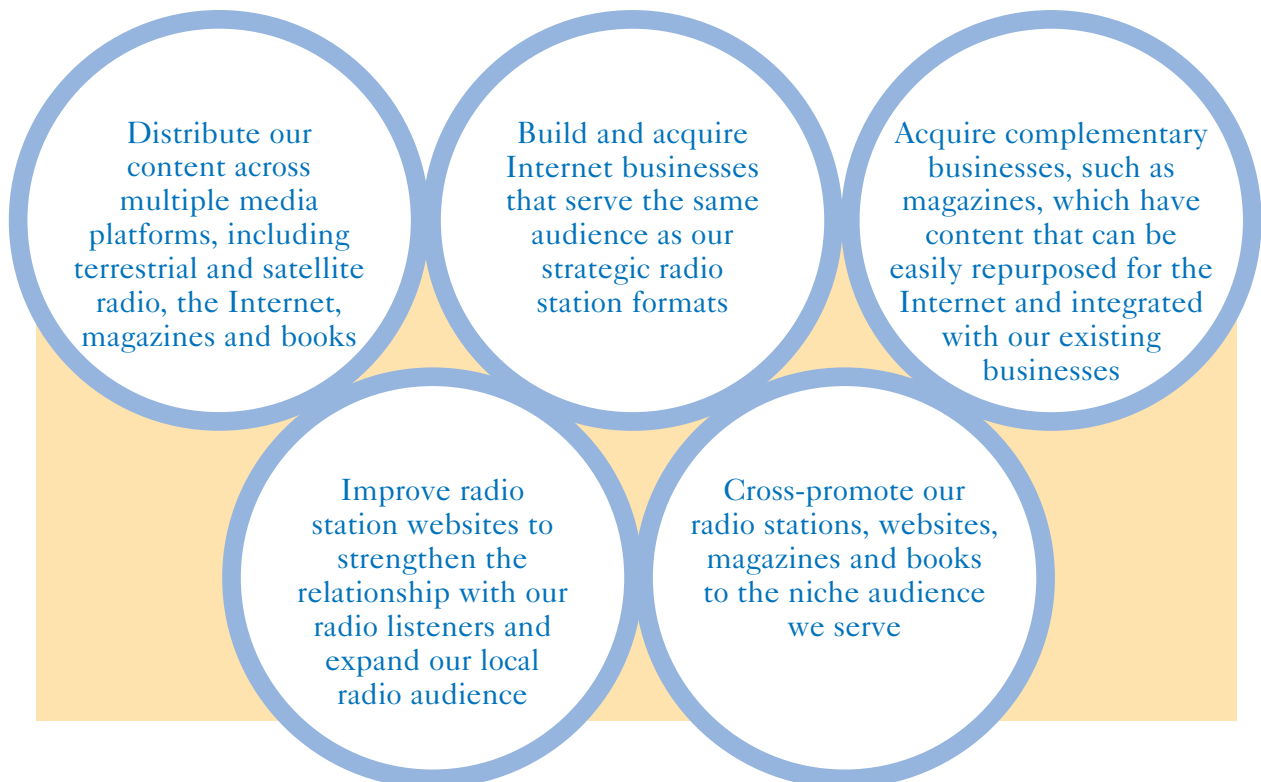 Distribute our
content across
multiple media
platforms, including
terrestrial and satellite
radio, the Internet,
magazines and books
Build and acquire
Internet businesses
that serve the same
audience as our
strategic radio
station formats
Acquire complementary
businesses, such as
magazines, which have
content that can be
easily repurposed for the
Internet and integrated
with our existing
businesses
Improve radio
station websites to
strengthen the
relationship with our
radio listeners and
expand our local
radio audience
Cross-promote our
radio stations, websites,
magazines and books
to the niche audience
we serve